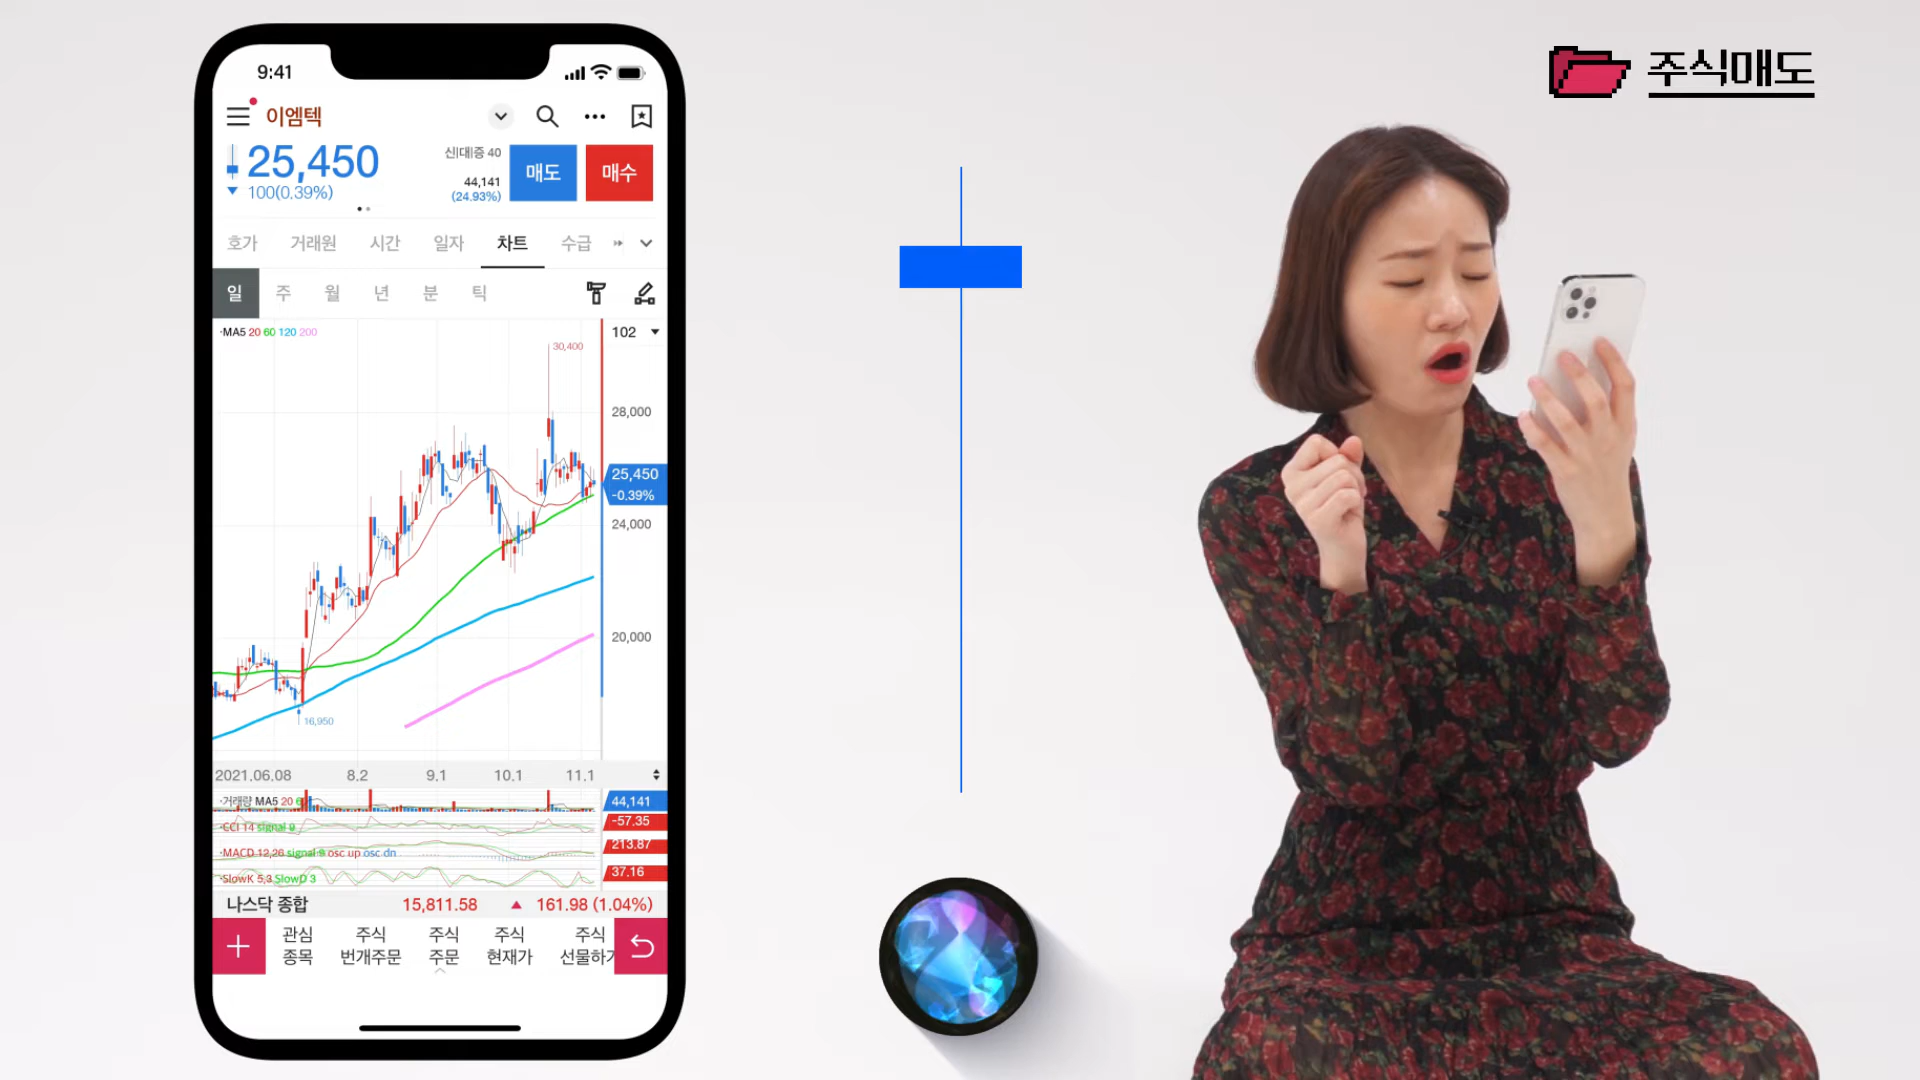 주식매도
9:41
이엠텍
25,450
100(0.39%)
신대증 40
44,141
(24.93%)
매도
매수
호가 거래원 시간 일자 차트 수급
일 주 월 년 분 틱
·MA5 20 60 120 200
102
30,400
28,000
25,450
-0.39%
24,000
20,000
16,950
2021.06.08 8.2 9.1 10.1 11.1
·거래량 MA5 20 6
44,141
·CCI 14 signal 9
-57.35
·MACD 12,26 signal 9 osc up osc dn
213.87
·SlowK 5,3 SlowD 3
37.16
나스닥 종합 15,811.58 ▲ 161.98 (1.04%)
관심 종목
주식 번개주문
주식 주문
주식 현재가
주식 선물하기